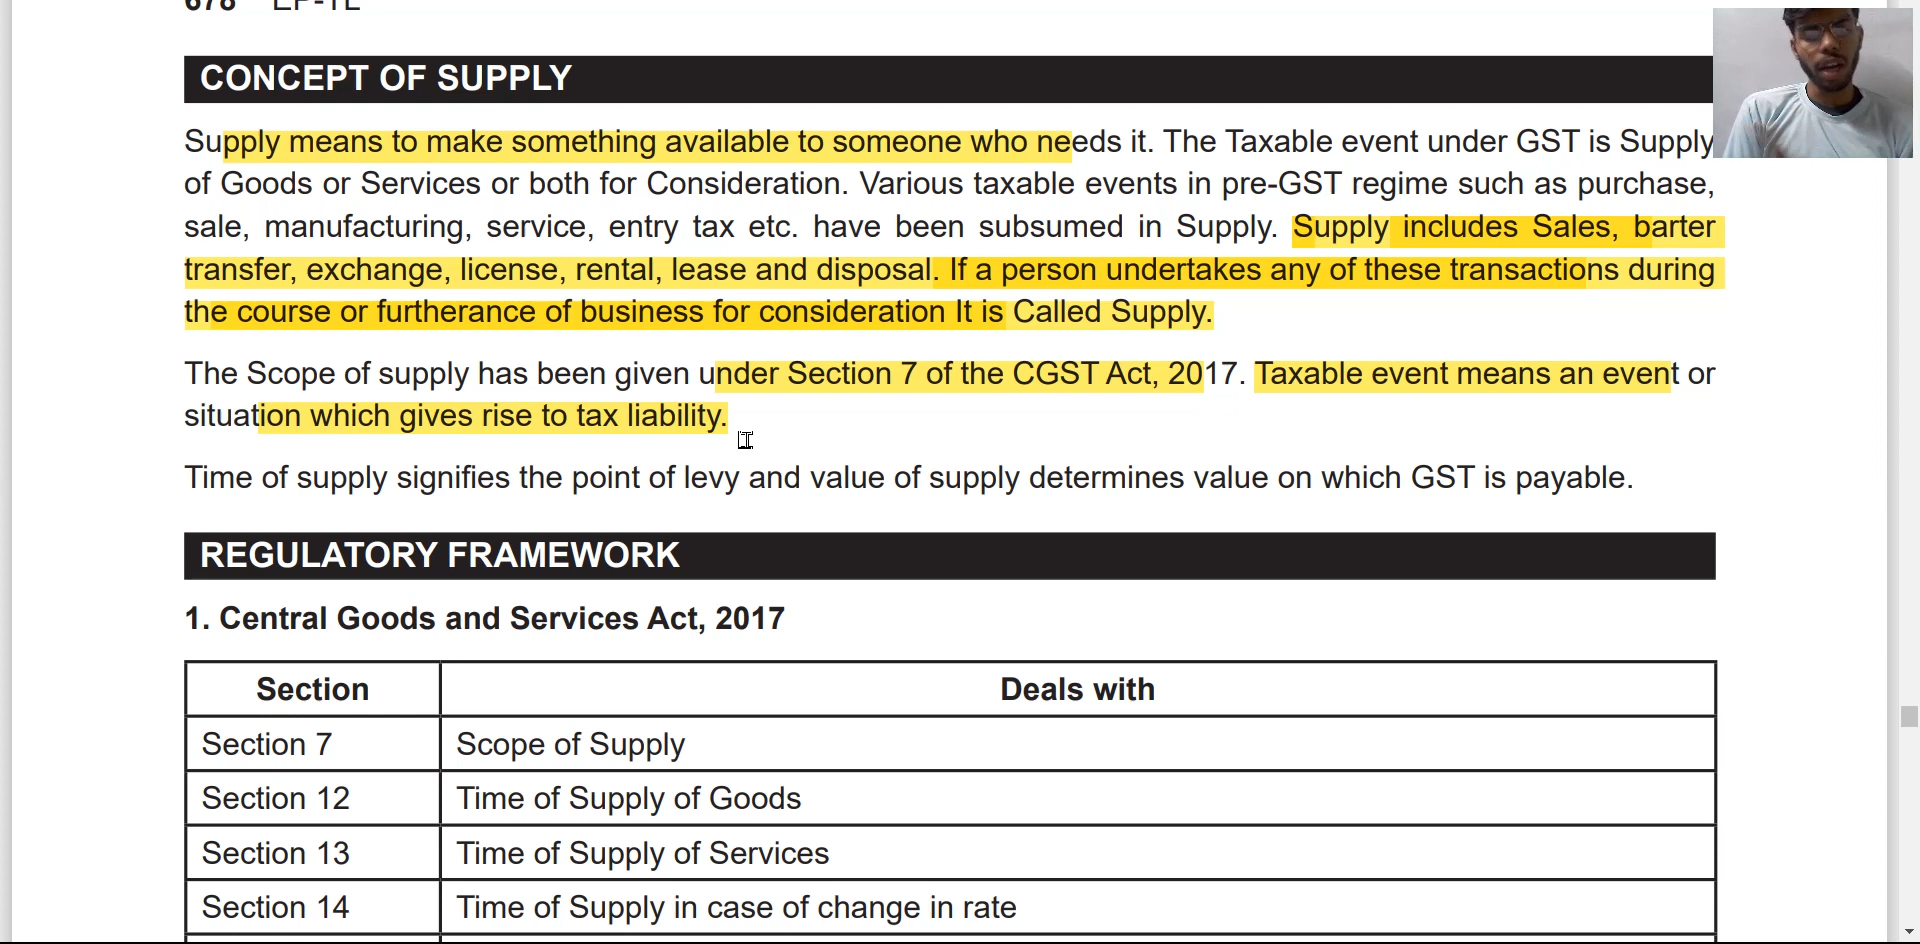 678 EP-TL
CONCEPT OF SUPPLY
Supply means to make something available to someone who needs it. The Taxable event under GST is Supply
of Goods or Services or both for Consideration. Various taxable events in pre-GST regime such as purchase,
sale, manufacturing, service, entry tax etc. have been subsumed in Supply. Supply includes Sales, barter
transfer, exchange, license, rental, lease and disposal. If a person undertakes any of these transactions during
the course or furtherance of business for consideration It is Called Supply.
The Scope of supply has been given under Section 7 of the CGST Act, 2017. Taxable event means an event or
situation which gives rise to tax liability.
Time of supply signifies the point of levy and value of supply determines value on which GST is payable.
REGULATORY FRAMEWORK
1. Central Goods and Services Act, 2017
Section Deals with
Section 7 Scope of Supply
Section 12 Time of Supply of Goods
Section 13 Time of Supply of Services
Section 14 Time of Supply in case of change in rate